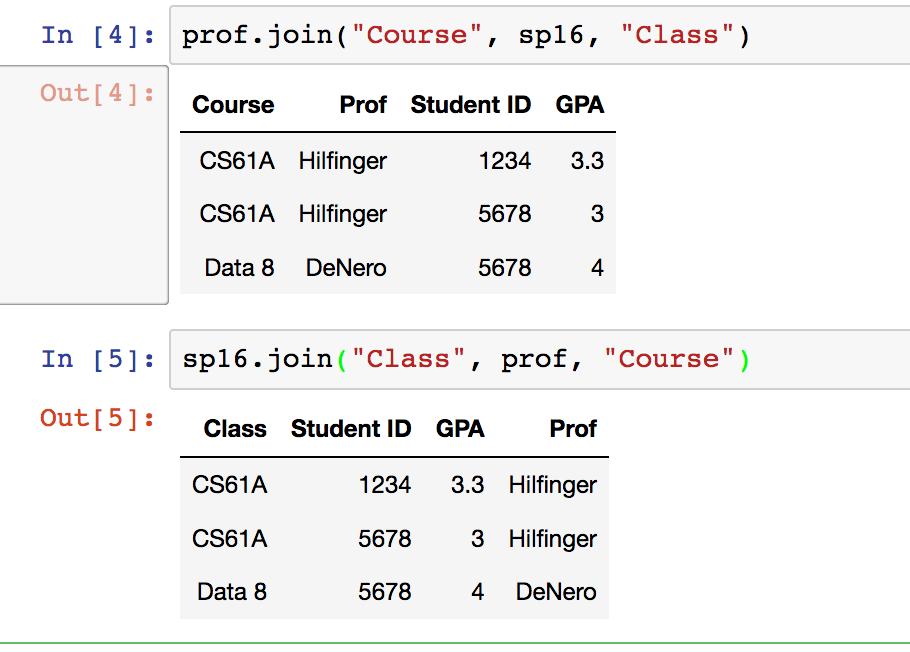 In [4]: prof.join("Course", sp16, "Class")
Out[4]:
Course Prof Student ID GPA
CS61A Hilfinger 1234 3.3
CS61A Hilfinger 5678 3
Data 8 DeNero 5678 4
In [5]: sp16.join("Class", prof, "Course")
Out[5]:
Class Student ID GPA Prof
CS61A 1234 3.3 Hilfinger
CS61A 5678 3 Hilfinger
Data 8 5678 4 DeNero